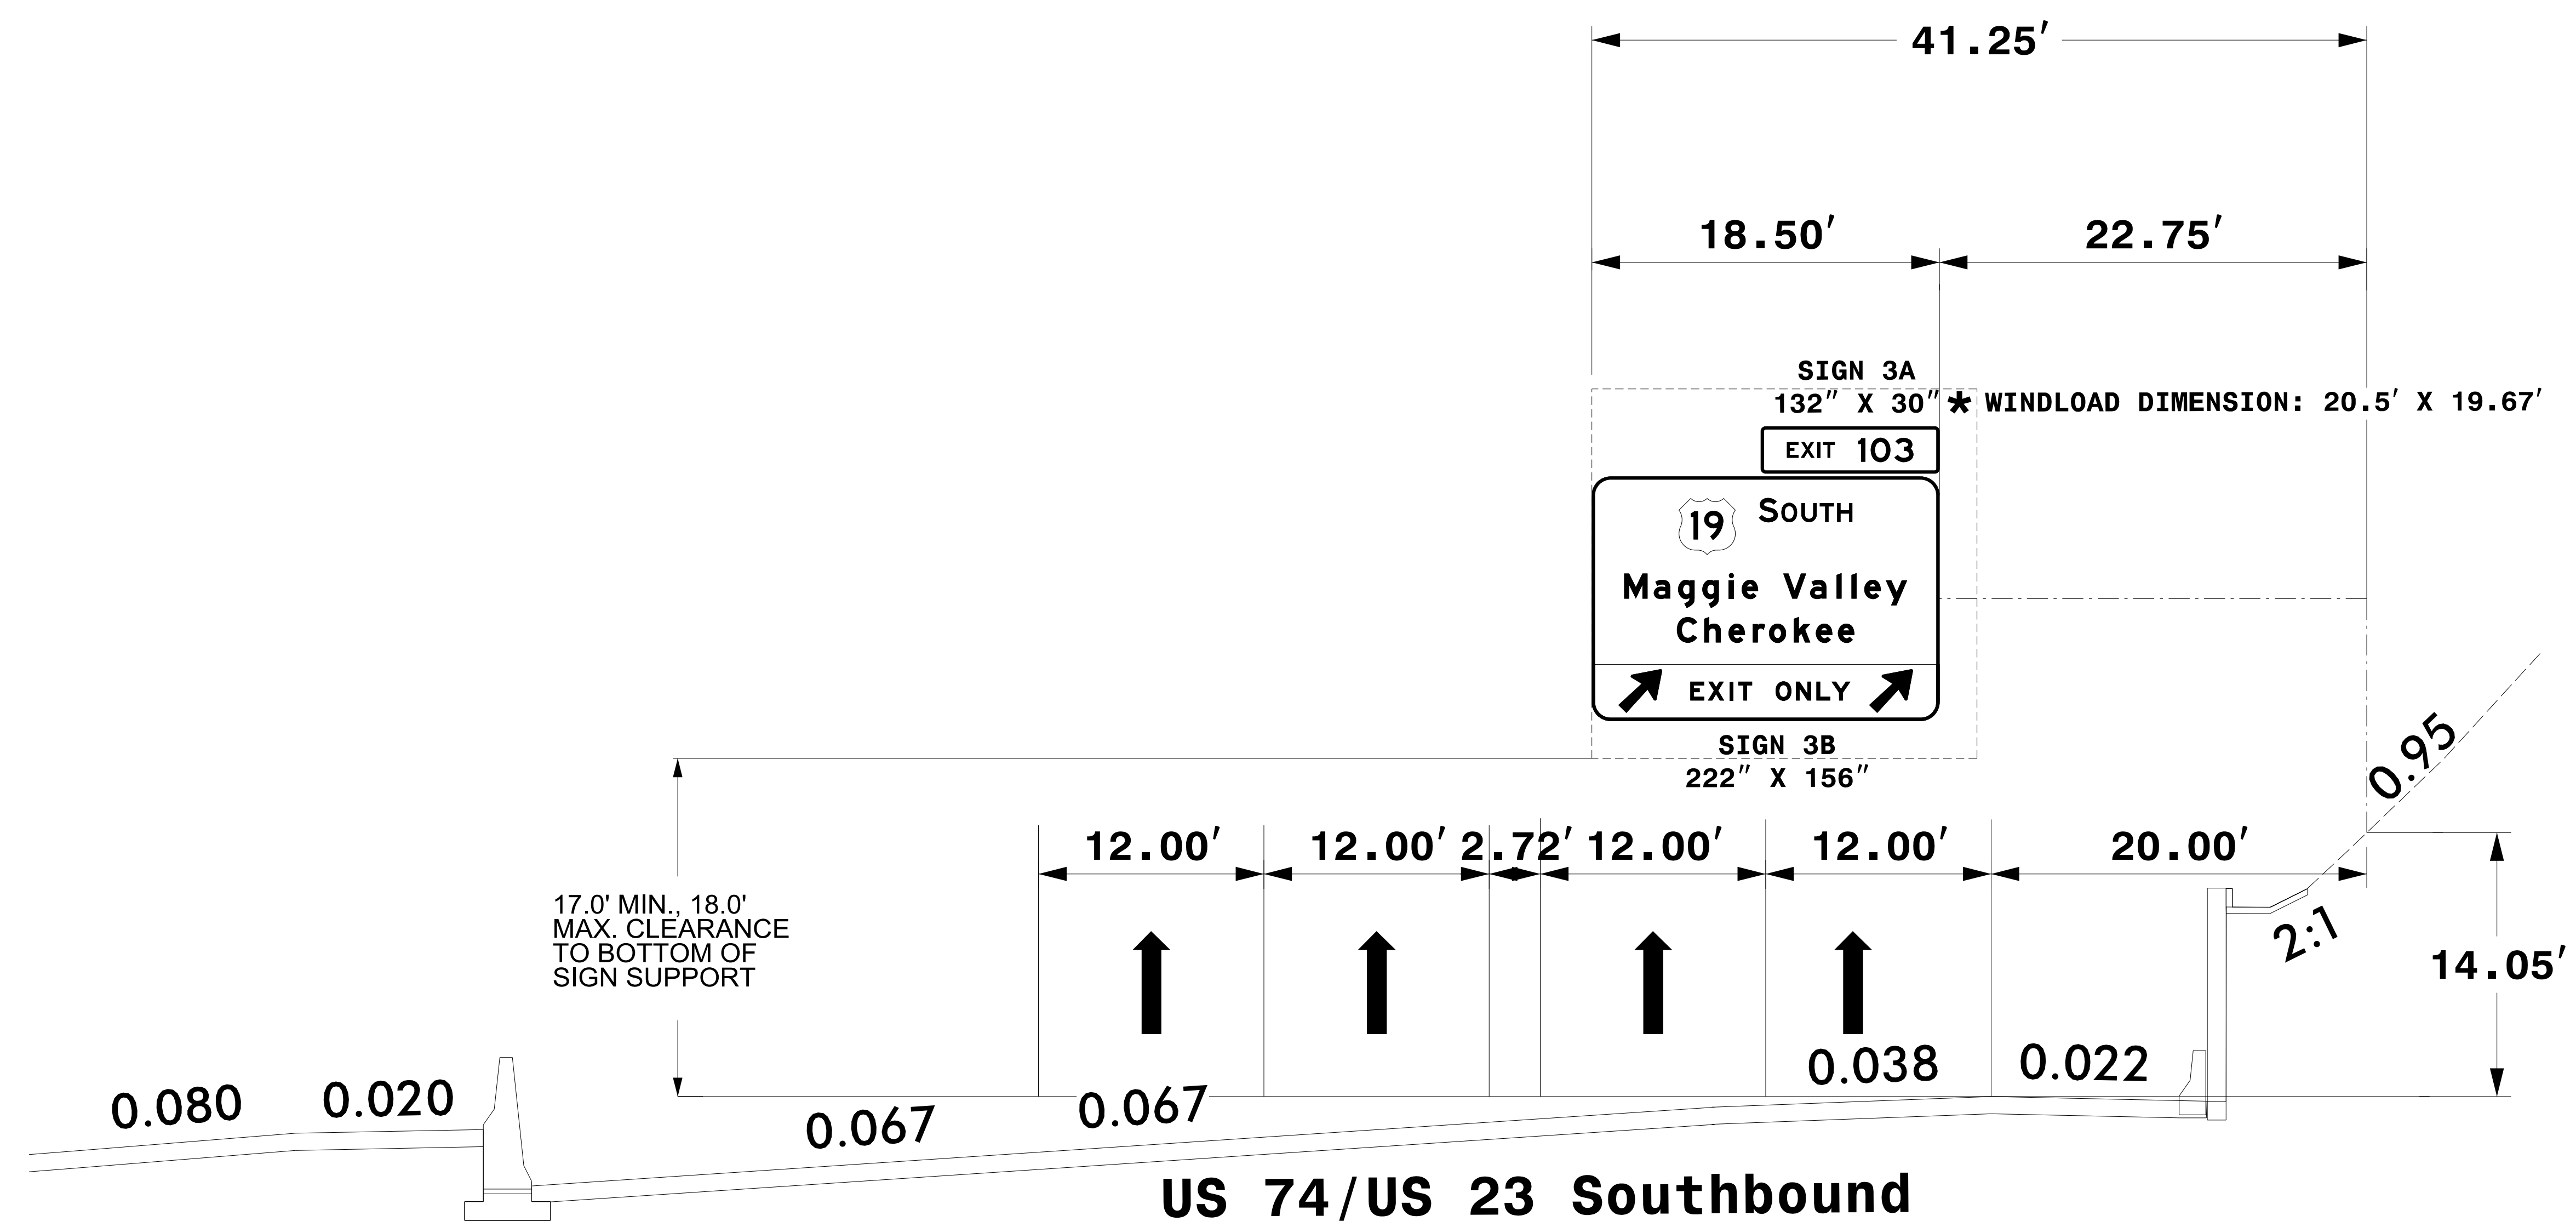 41.25′
18.50′ 22.75′
SIGN 3A
132″ X 30″ * WINDLOAD DIMENSION: 20.5′ X 19.67′
EXIT 103
19 SOUTH
Maggie Valley
Cherokee
EXIT ONLY
SIGN 3B
222″ X 156″
0.95
12.00′ 12.00′ 2.72′ 12.00′ 12.00′ 20.00′
17.0' MIN., 18.0'
MAX. CLEARANCE
TO BOTTOM OF
SIGN SUPPORT
2:1
14.05′
0.080 0.020 0.067 0.067 0.038 0.022
US 74/US 23 Southbound